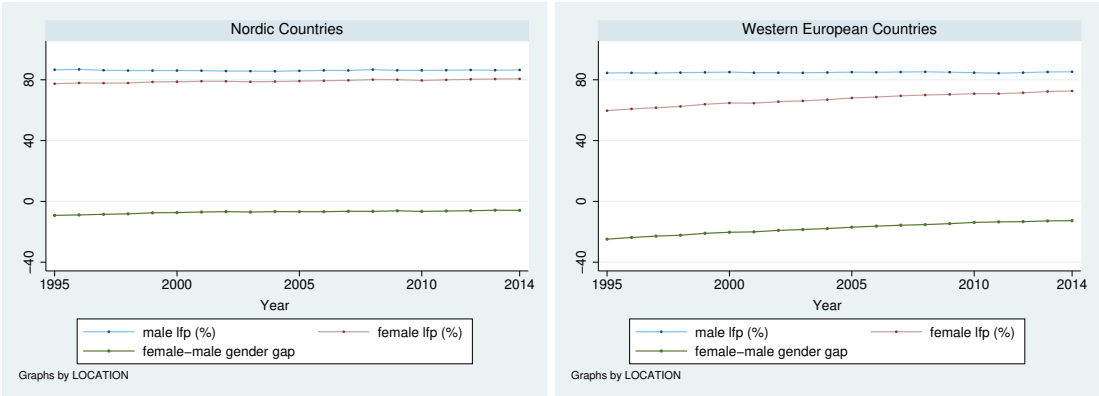 Nordic Countries
80
40
0
−40
1995 2000 2005 2010 2014
Year
male lfp (%) female lfp (%)
female−male gender gap
Graphs by LOCATION
Western European Countries
80
40
0
−40
1995 2000 2005 2010 2014
Year
male lfp (%) female lfp (%)
female−male gender gap
Graphs by LOCATION